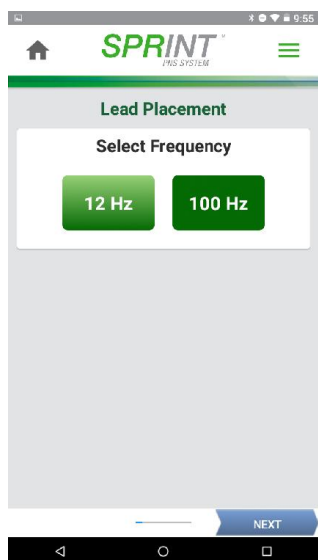 9:55
SPRINT
PNS SYSTEM
Lead Placement
Select Frequency
12 Hz
100 Hz
NEXT